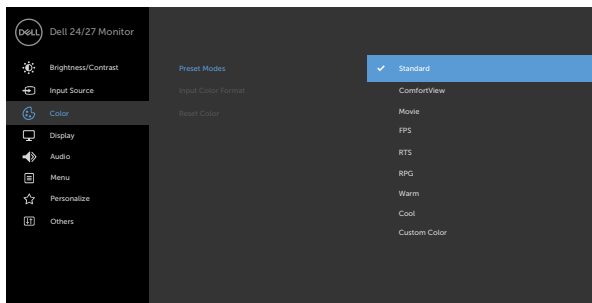 DELL
Dell 24/27 Monitor
Brightness/Contrast
Input Source
Color
Display
Audio
Menu
Personalize
Others
Preset Modes
Input Color Format
Reset Color
Standard
ComfortView
Movie
FPS
RTS
RPG
Warm
Cool
Custom Color